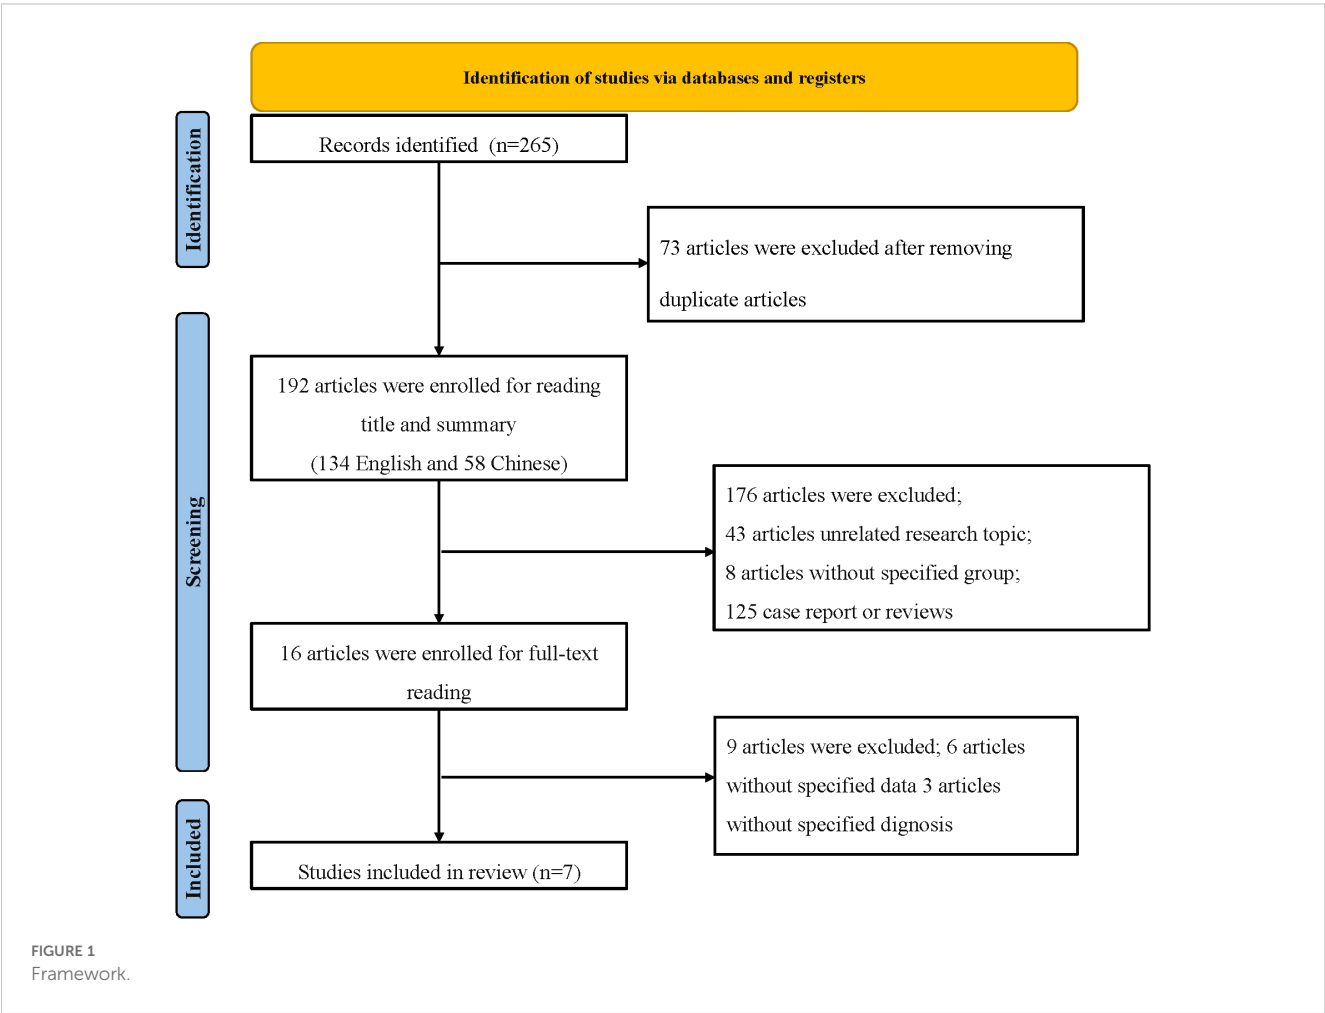 Identification of studies via databases and registers
Identification
Records identified (n=265)
73 articles were excluded after removing
duplicate articles
Screening
192 articles were enrolled for reading
title and summary
(134 English and 58 Chinese)
176 articles were excluded;
43 articles unrelated research topic;
8 articles without specified group;
125 case report or reviews
16 articles were enrolled for full-text
reading
9 articles were excluded; 6 articles
without specified data 3 articles
without specified dignosis
Included
Studies included in review (n=7)
FIGURE 1
Framework.